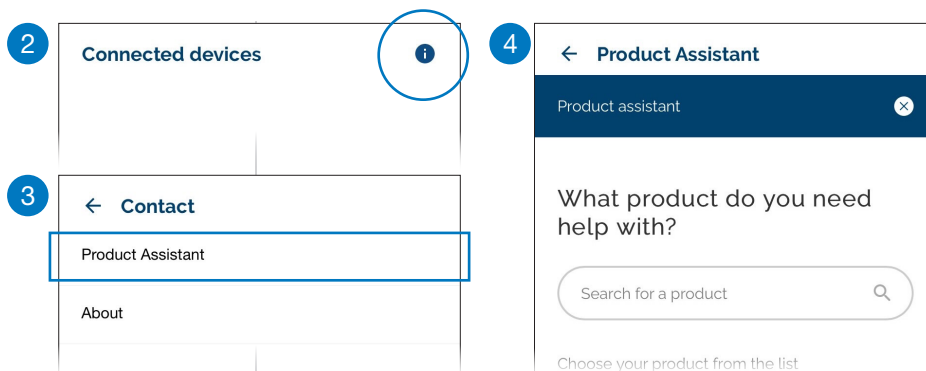 2
Connected devices
3
Contact
Product Assistant
About
4
Product Assistant
Product assistant
What product do you need
help with?
Search for a product
Choose your product from the list